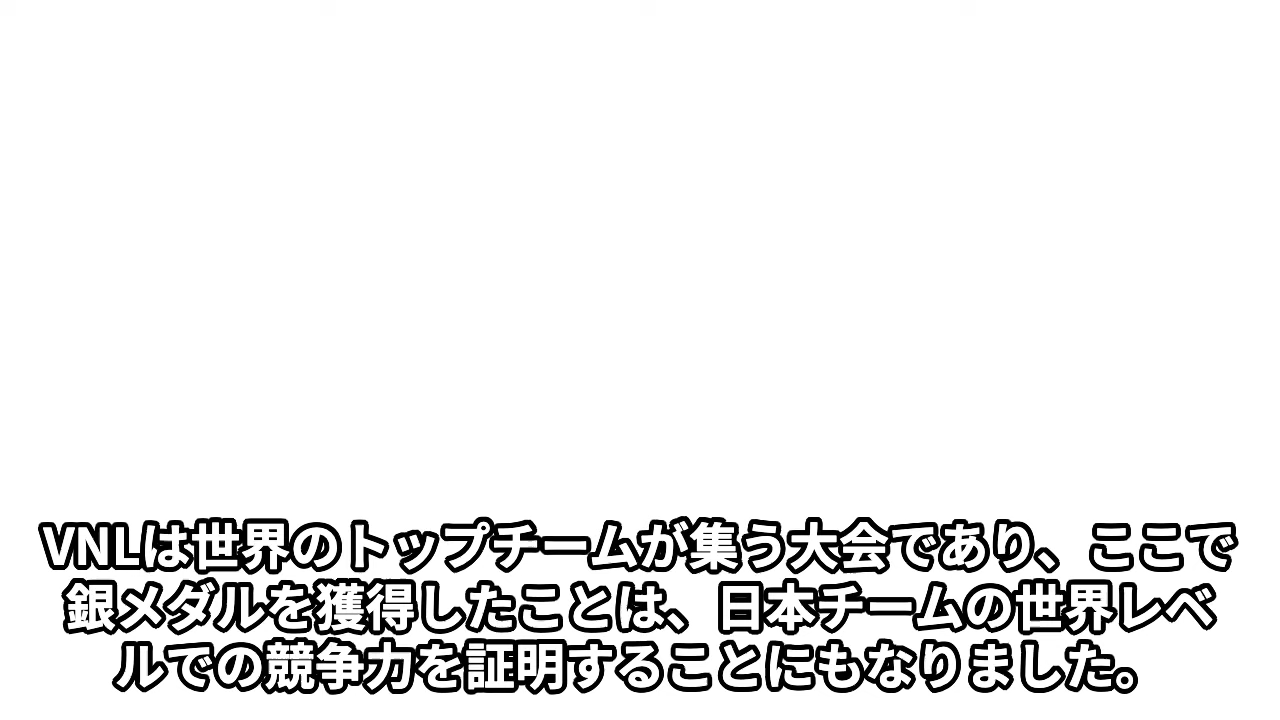 VNLは世界のトップチームが集う大会であり、ここで
銀メダルを獲得したことは、日本チームの世界レベ
ルでの競争力を証明することにもなりました。